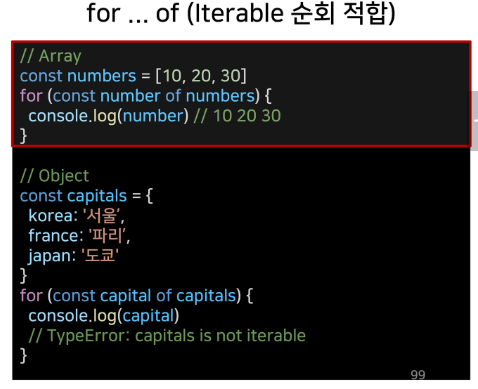 for ... of (Iterable 순회 적합)
// Array
const numbers = [10, 20, 30]
for (const number of numbers) {
console.log(number) // 10 20 30
}
// Object
const capitals = {
korea: '서울',
france: '파리',
japan: '도쿄'
}
for (const capital of capitals) {
console.log(capital)
// TypeError: capitals is not iterable
}
99